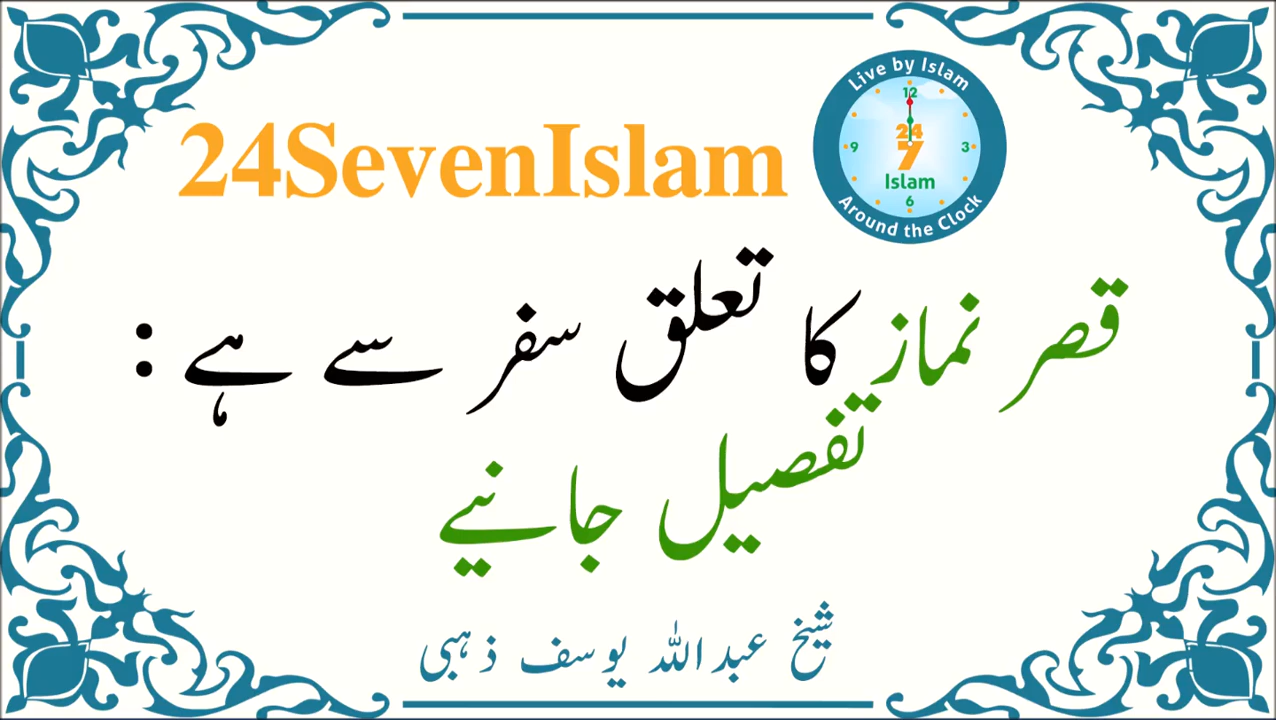 24SevenIslam
Live by Islam
12
24
9
7
3
Islam
6
Around the Clock
قصر نماز کا تعلق سفر سے ہے :
تفصیل جانیے
شیخ عبداللہ یوسف ذہبی